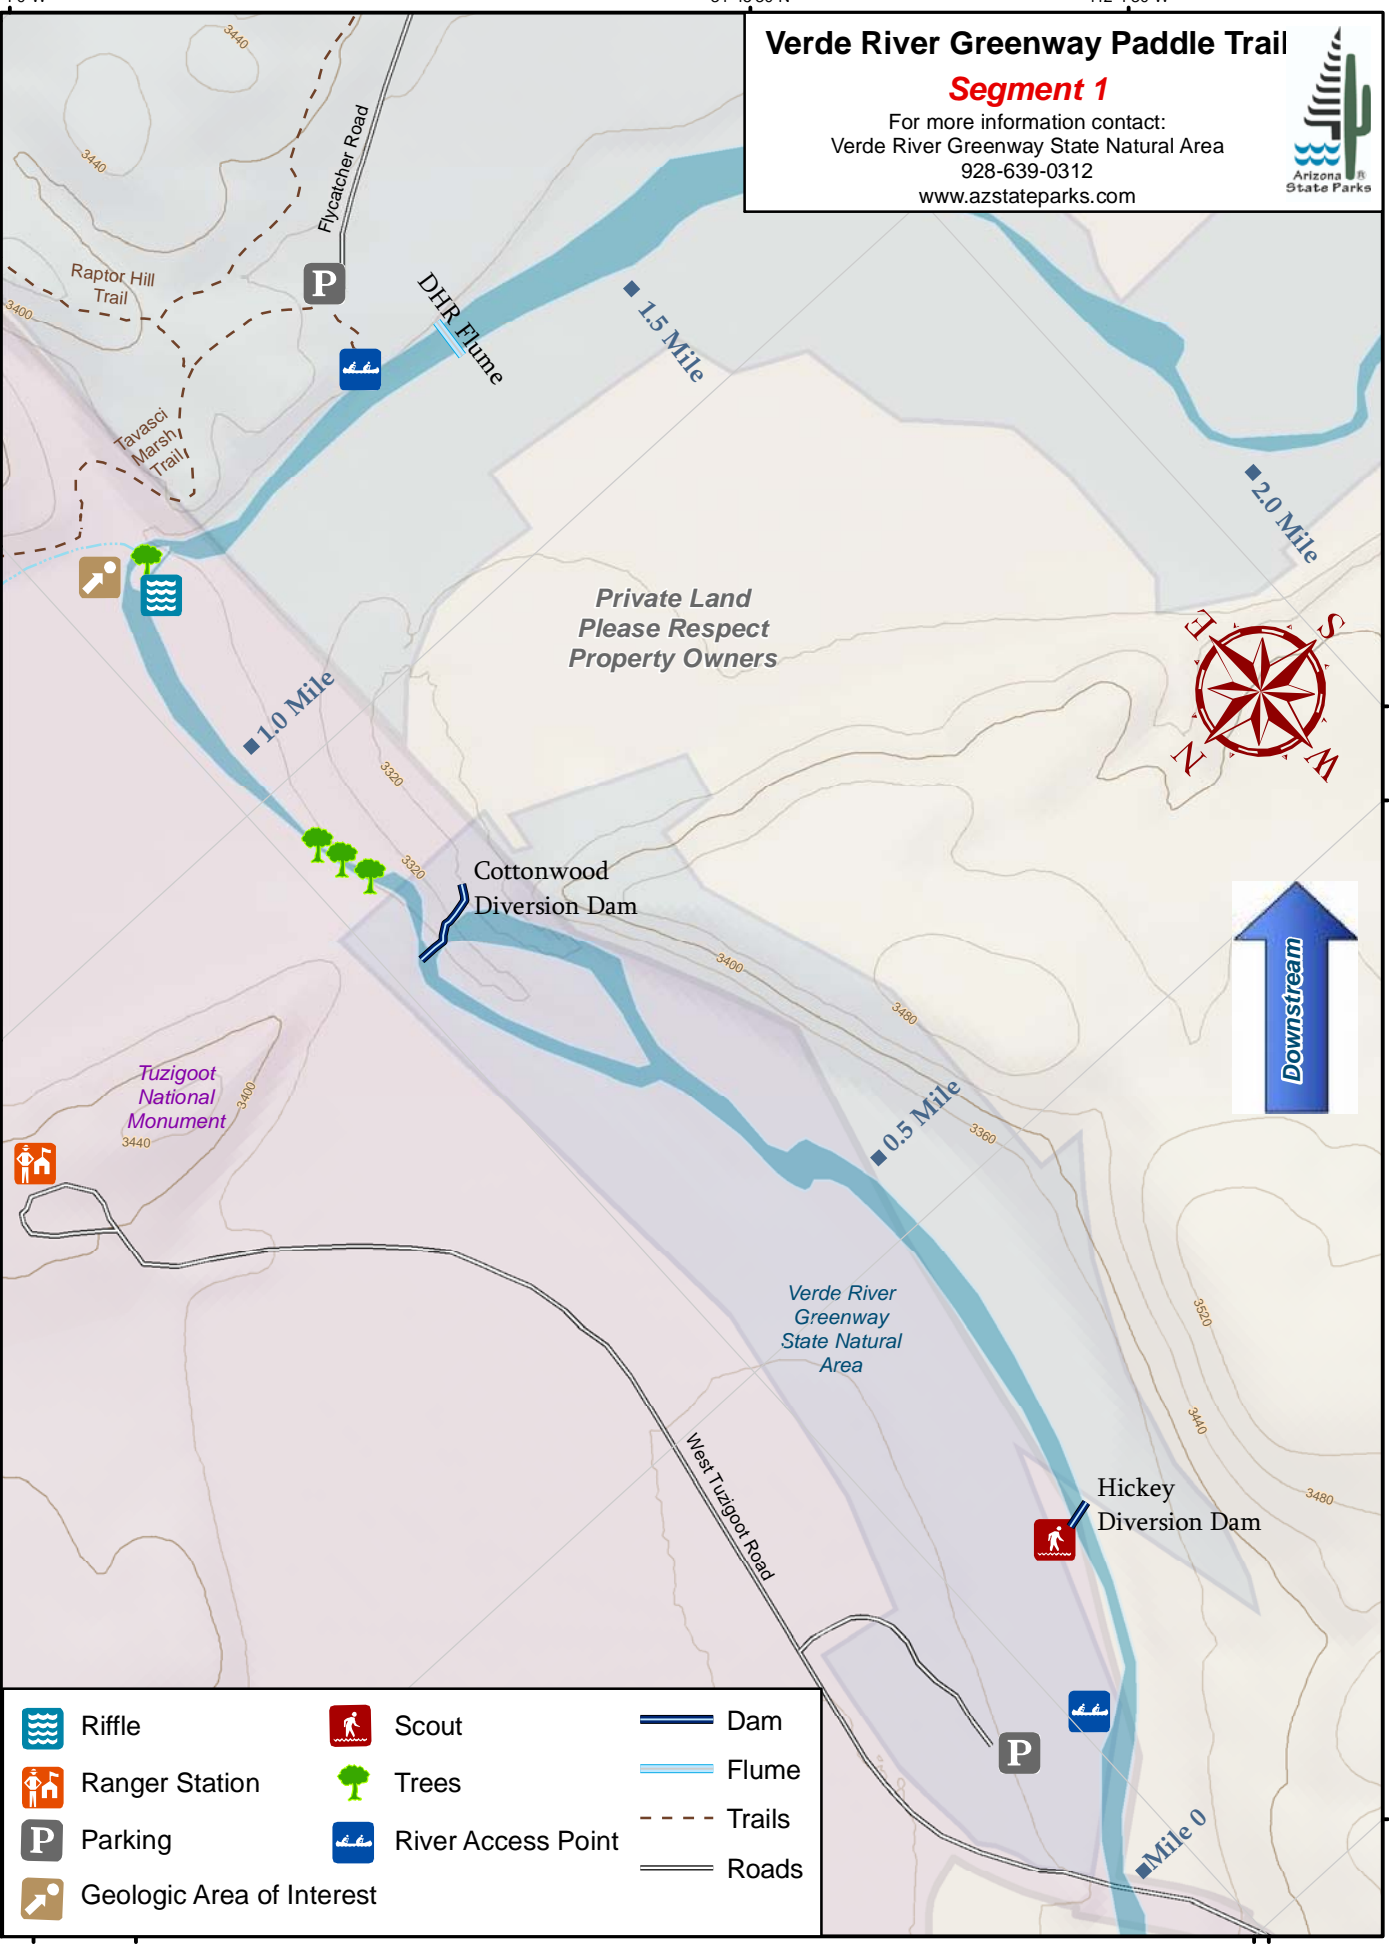 Verde River Greenway Paddle Trail
Segment 1
For more information contact:
Verde River Greenway State Natural Area
928-639-0312
www.azstateparks.com
Arizona ®
State Parks
3440
3440
Flycatcher Road
Raptor Hill
Trail
3400
P
DHR Flume
1.5 Mile
Tavasci
Marsh
Trail
2.0 Mile
Private Land
Please Respect
Property Owners
E
S
N
W
1.0 Mile
3320
3320
Cottonwood
Diversion Dam
3400
3480
Downstream
Tuzigoot
National
Monument
3400
3440
0.5 Mile
3360
Verde River
Greenway
State Natural
Area
3520
3440
West Tuzigoot Road
Hickey
Diversion Dam
3480
P
Mile 0
Riffle
Ranger Station
P
Parking
Geologic Area of Interest
Scout
Trees
River Access Point
Dam
Flume
Trails
Roads